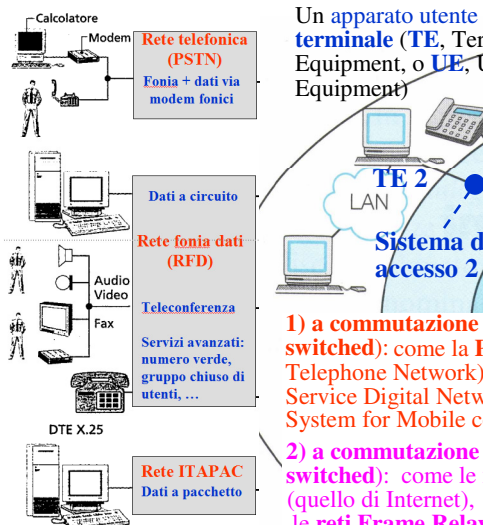 Calcolatore
Modem
Rete telefonica
(PSTN)
Fonia + dati via
modem fonici
Dati a circuito
Rete fonia dati
(RFD)
Audio
Video
Fax
Teleconferenza
Servizi avanzati:
numero verde,
gruppo chiuso di
utenti, …
DTE X.25
Rete ITAPAC
Dati a pacchetto
Un apparato utente
terminale (TE, Ter
Equipment, o UE, U
Equipment)
TE 2
LAN
Sistema d
accesso 2
1) a commutazione
switched): come la P
Telephone Network)
Service Digital Netw
System for Mobile c
2) a commutazione
switched): come le
(quello di Internet),
le reti Frame Relay